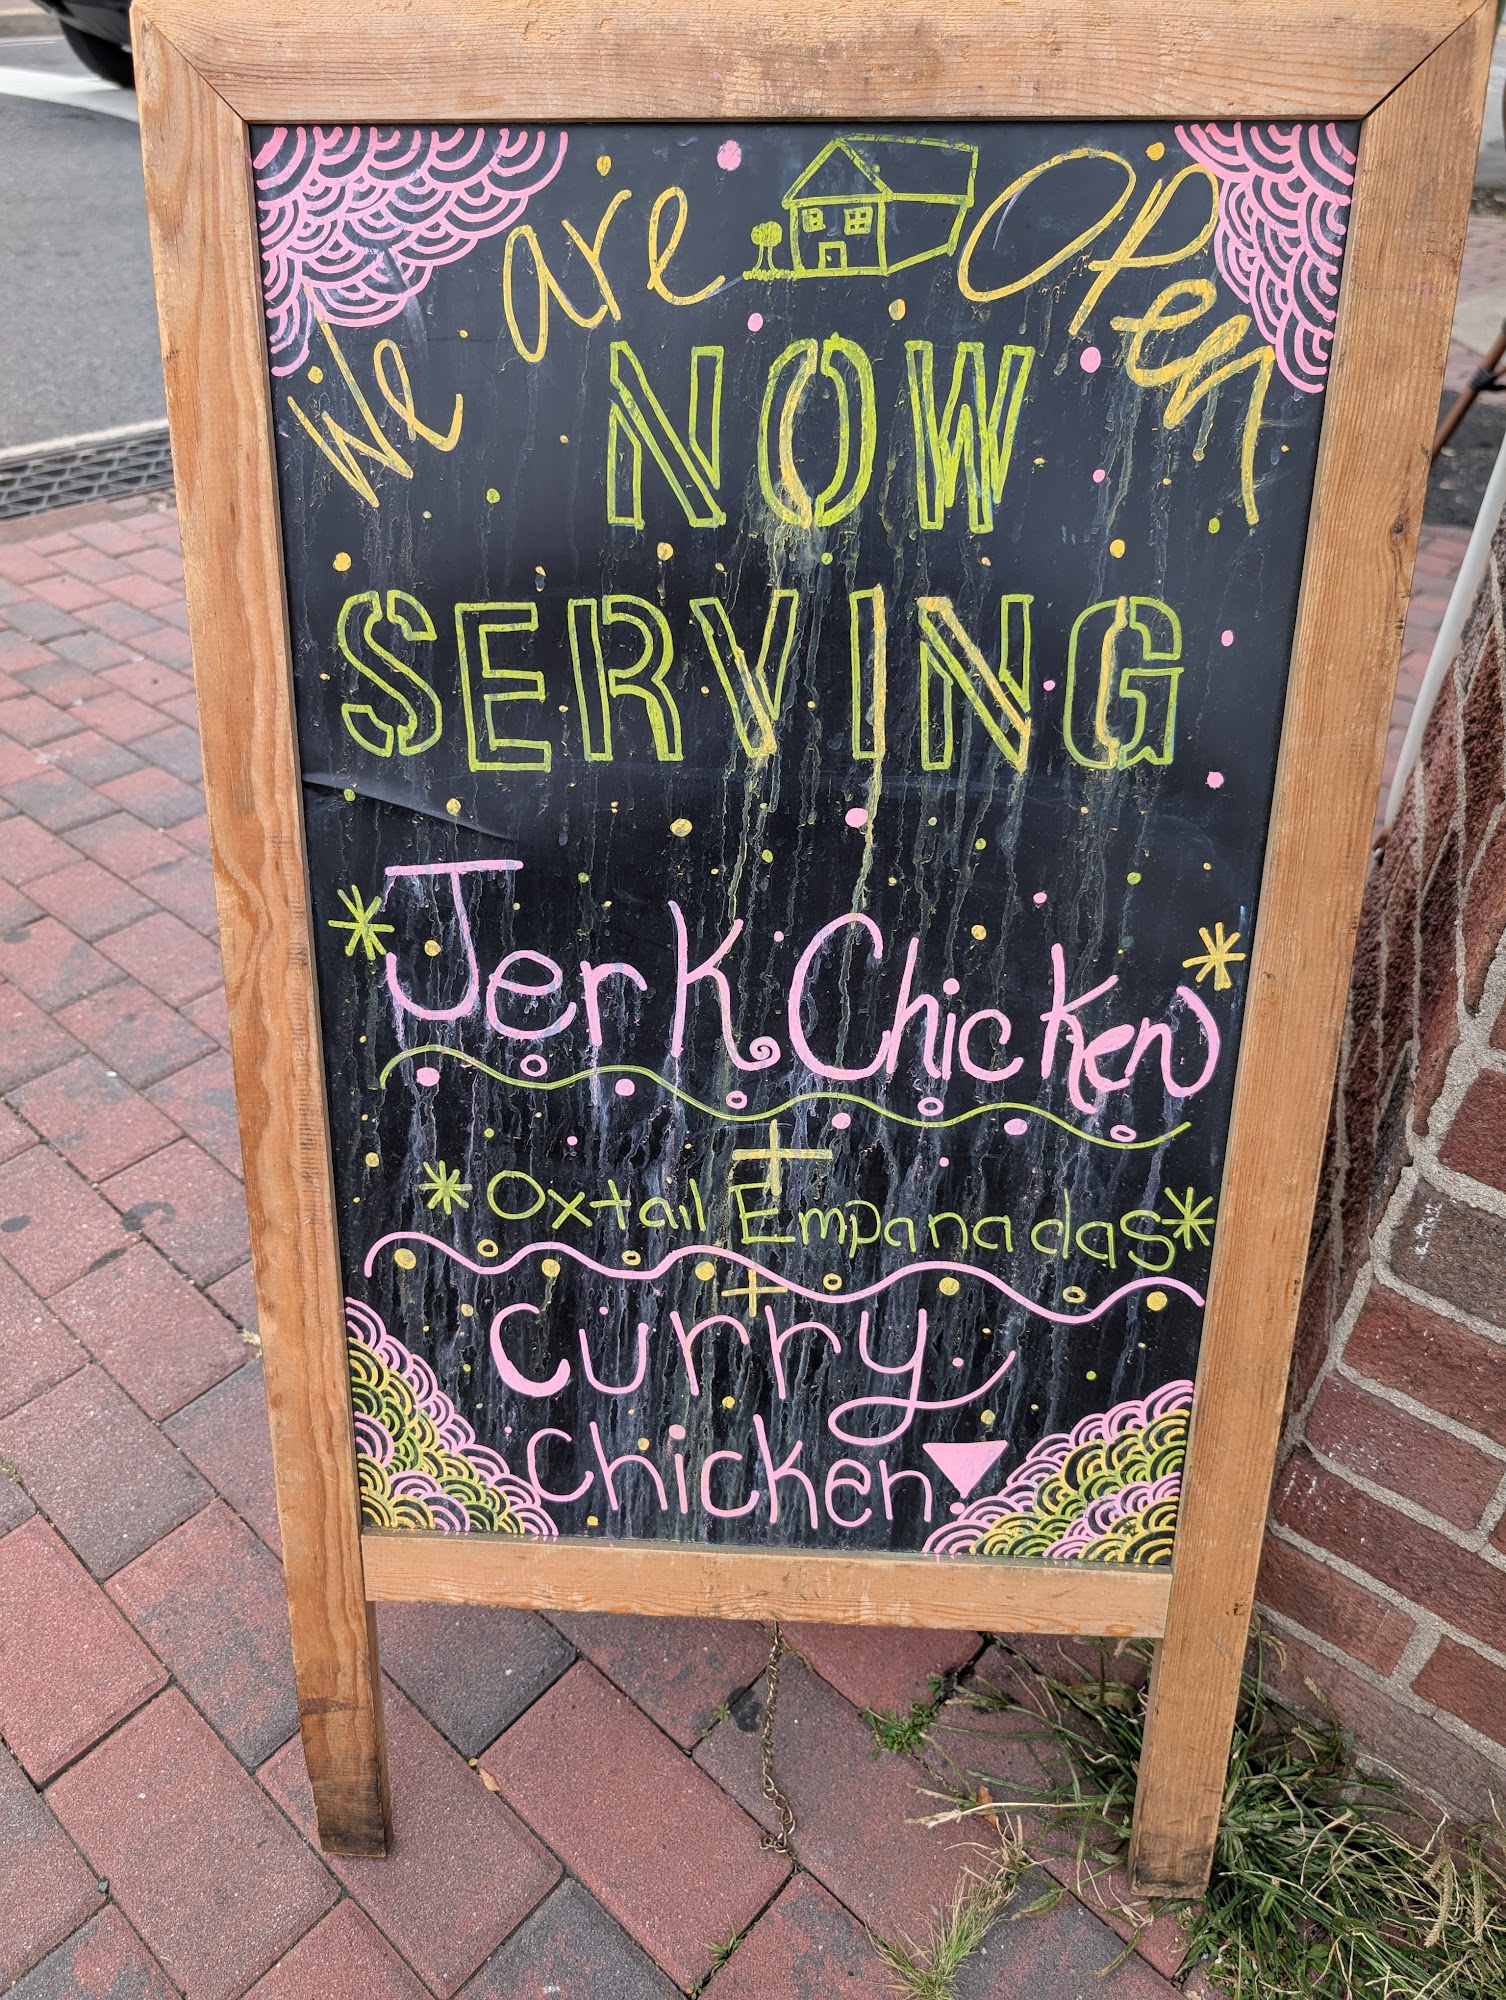 We are Open
NOW
SERVING
* Jerk Chicken *
+
* Oxtail Empanadas *
+
Curry
Chicken!